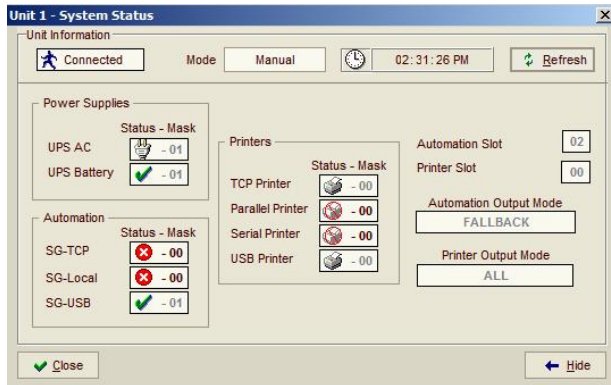 Unit 1 - System Status
Unit Information
Connected Mode Manual 02:31:26 PM Refresh
Power Supplies
Status - Mask
UPS AC - 01
UPS Battery - 01
Automation
Status - Mask
SG-TCP - 00
SG-Local - 00
SG-USB - 01
Printers
Status - Mask
TCP Printer - 00
Parallel Printer - 00
Serial Printer - 00
USB Printer - 00
Automation Slot 02
Printer Slot 00
Automation Output Mode
FALLBACK
Printer Output Mode
ALL
Close Hide